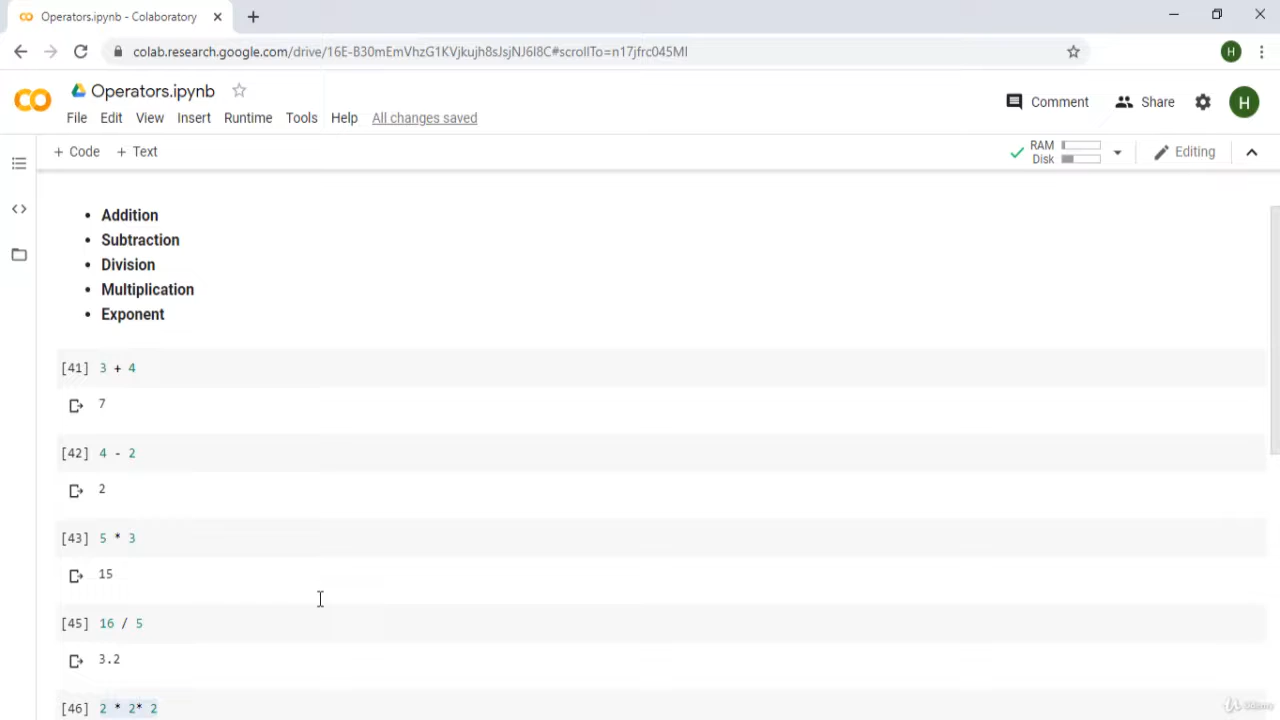 Operators.ipynb - Colaboratory
colab.research.google.com/drive/16E-B30mEmVhzG1KVjkujh8sJsjNJ6I8C#scrollTo=n17jfrc045MI
H
CO
Operators.ipynb
File Edit View Insert Runtime Tools Help All changes saved
Comment
Share
H
+ Code + Text
RAM
Disk
Editing
• Addition
• Subtraction
• Division
• Multiplication
• Exponent
[41] 3 + 4
7
[42] 4 - 2
2
[43] 5 * 3
15
[45] 16 / 5
3.2
[46] 2 * 2* 2
Udemy